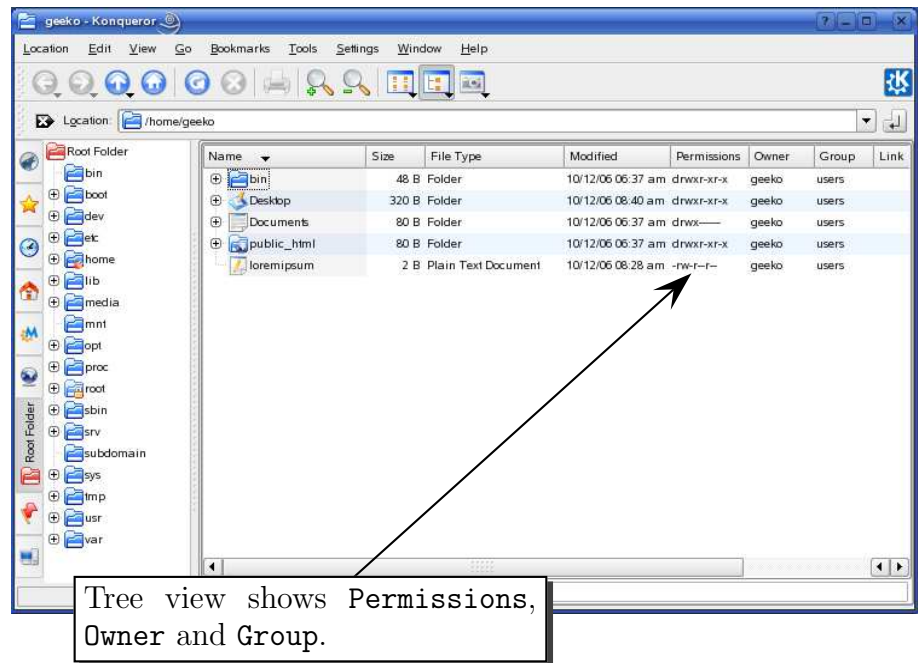 geeko - Konqueror
Location Edit View Go Bookmarks Tools Settings Window Help
Location: /home/geeko
Root Folder
bin
boot
dev
etc
home
lib
media
mnt
opt
proc
root
sbin
srv
subdomain
sys
tmp
usr
var
Root Folder
Name Size File Type Modified Permissions Owner Group Link
bin 48 B Folder 10/12/06 06:37 am drwxr-xr-x geeko users
Desktop 320 B Folder 10/12/06 08:40 am drwxr-xr-x geeko users
Documents 80 B Folder 10/12/06 06:37 am drwx------ geeko users
public_html 80 B Folder 10/12/06 06:37 am drwxr-xr-x geeko users
loremipsum 2 B Plain Text Document 10/12/06 08:28 am -rw-r--r-- geeko users
Tree view shows Permissions,
Owner and Group.